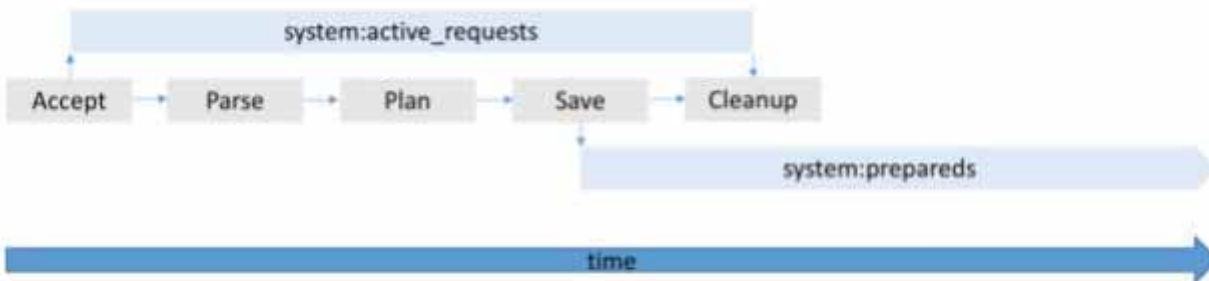 system:active_requests
Accept Parse Plan Save Cleanup
system:prepareds
time